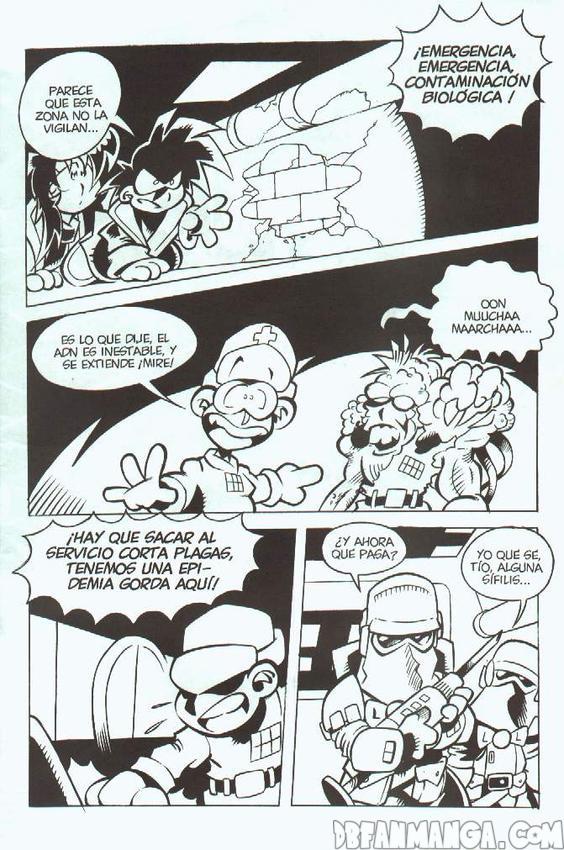 PARECE
QUE ESTA
ZONA NO LA
VIGILAN...
¡EMERGENCIA,
EMERGENCIA,
CONTAMINACIÓN
BIOLÓGICA!
ES LO QUE DIJE, EL
ADN ES INESTABLE, Y
SE EXTIENDE ¡MIRE!
OON
MUUCHAA
MAARCHAAA...
¡HAY QUE SACAR AL
SERVICIO CORTA PLAGAS,
TENEMOS UNA EPI-
DEMIA GORDA AQUÍ!
¿Y AHORA
QUE PASA?
YO QUE SE,
TÍO, ALGUNA
SÍFILIS...
DBFANMANGA.COM